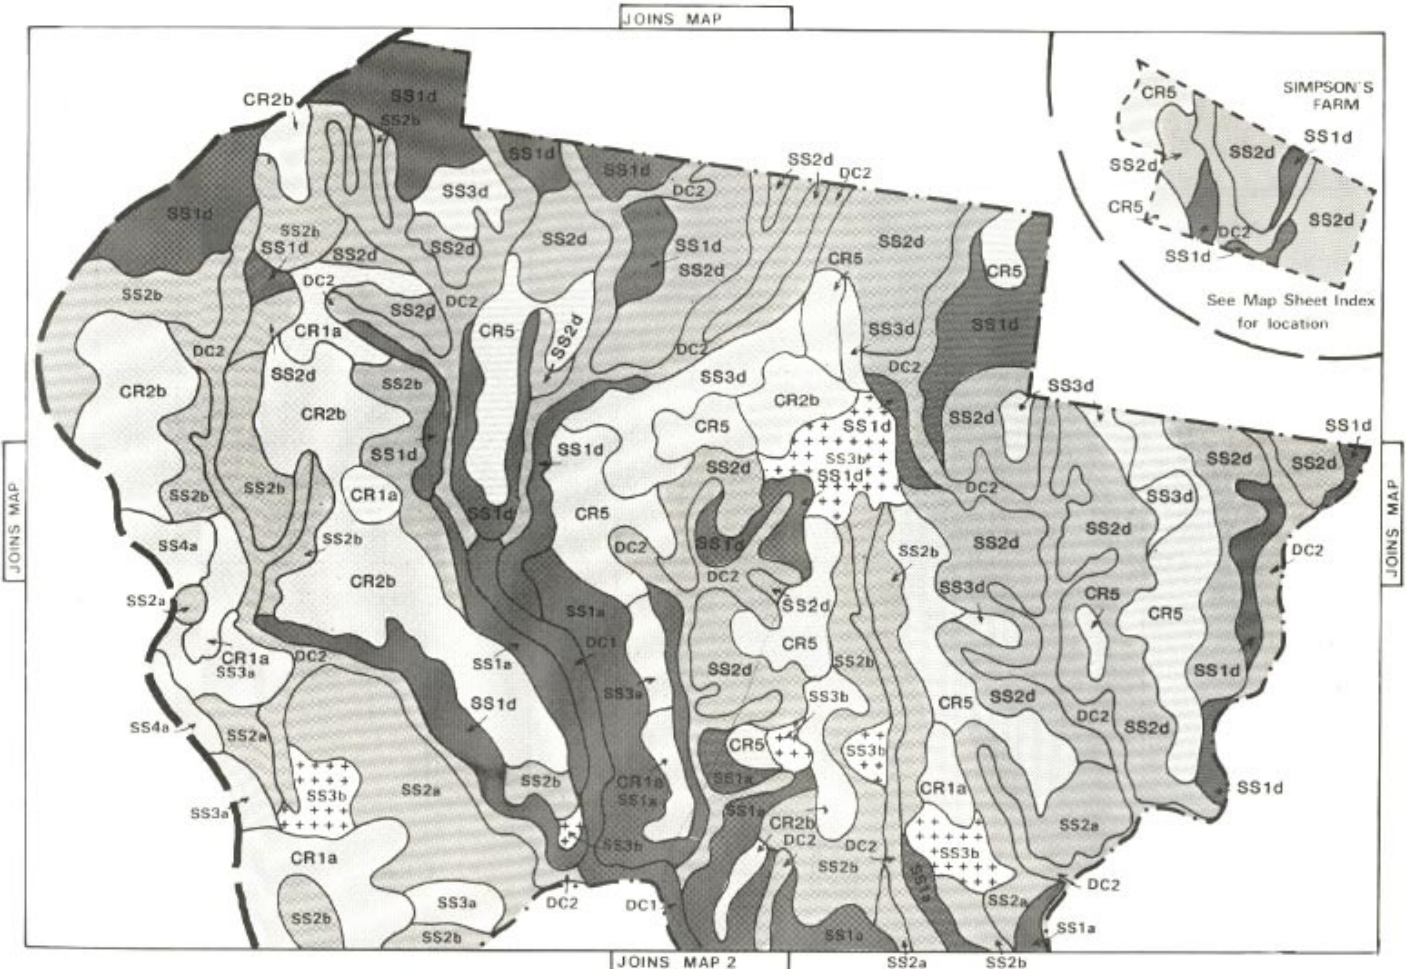 JOINS MAP
CR2b
SS1d
SS2b
SIMPSON'S
FARM
CR5
SS1d
SS2d
SS2d
CR5
DC2
SS1d
SS2d
See Map Sheet Index
for location
SS1d
SS1d
SS2d
DC2
DC2
SS3d
SS1d
SS2b
SS1d
SS2d
SS2d
SS2d
SS1d
SS2d
SS2d
CR5
CR5
SS2b
DC2
SS2d
DC2
CR1a
CR5
SS2d
SS3d
SS1d
DC2
DC2
DC2
SS2d
SS2b
SS3d
SS3d
CR2b
CR2b
CR2b
SS2d
CR5
SS1d
SS1d
SS1d
SS1d
SS2d
SS3b
SS1d
SS2d
SS2d
JOINS MAP
SS2b
SS2b
CR1a
SS1d
CR5
DC2
SS3d
JOINS MAP
SS4a
SS2b
DC2
SS1d
SS2b
SS2d
SS2d
DC2
CR2b
DC2
SS3d
CR5
SS2a
SS1a
SS2d
CR5
CR1a
SS3a
DC2
SS1a
DC1
CR5
SS2b
SS2d
SS1d
SS3a
SS3b
SS2d
SS1d
CR5
DC2
SS4a
SS2a
CR5
SS3b
SS2d
SS2b
SS1a
CR1a
SS1a
CR1a
SS1d
SS3b
SS2a
SS3a
SS1a
CR2b
SS2a
SS3b
DC2
DC2
SS3b
CR1a
SS2b
SS1a
DC2
SS2b
SS3a
DC2
DC1
SS2a
SS2b
SS1a
SS1a
JOINS MAP 2
SS2a
SS2b